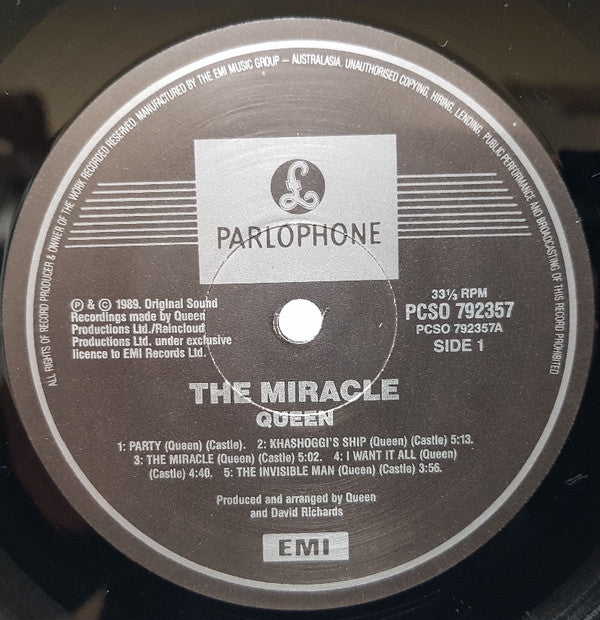 ALL RIGHTS OF RECORD PRODUCER & OWNER OF THE WORK RECORDED RESERVED. MANUFACTURED BY THE EMI MUSIC GROUP – AUSTRALASIA. UNAUTHORISED COPYING, HIRING, LENDING, PUBLIC PERFORMANCE AND BROADCASTING OF THIS RECORD PROHIBITED
£
PARLOPHONE
℗ & © 1989. Original Sound
Recordings made by Queen
Productions Ltd./Raincloud
Productions Ltd. under exclusive
licence to EMI Records Ltd.
33⅓ RPM
PCSO 792357
PCSO 792357A
SIDE 1
THE MIRACLE
QUEEN
1: PARTY (Queen) (Castle). 2: KHASHOGGI'S SHIP (Queen) (Castle) 5:13.
3: THE MIRACLE (Queen) (Castle) 5:02. 4: I WANT IT ALL (Queen)
(Castle) 4:40. 5: THE INVISIBLE MAN (Queen) (Castle) 3:56.
Produced and arranged by Queen
and David Richards
EMI